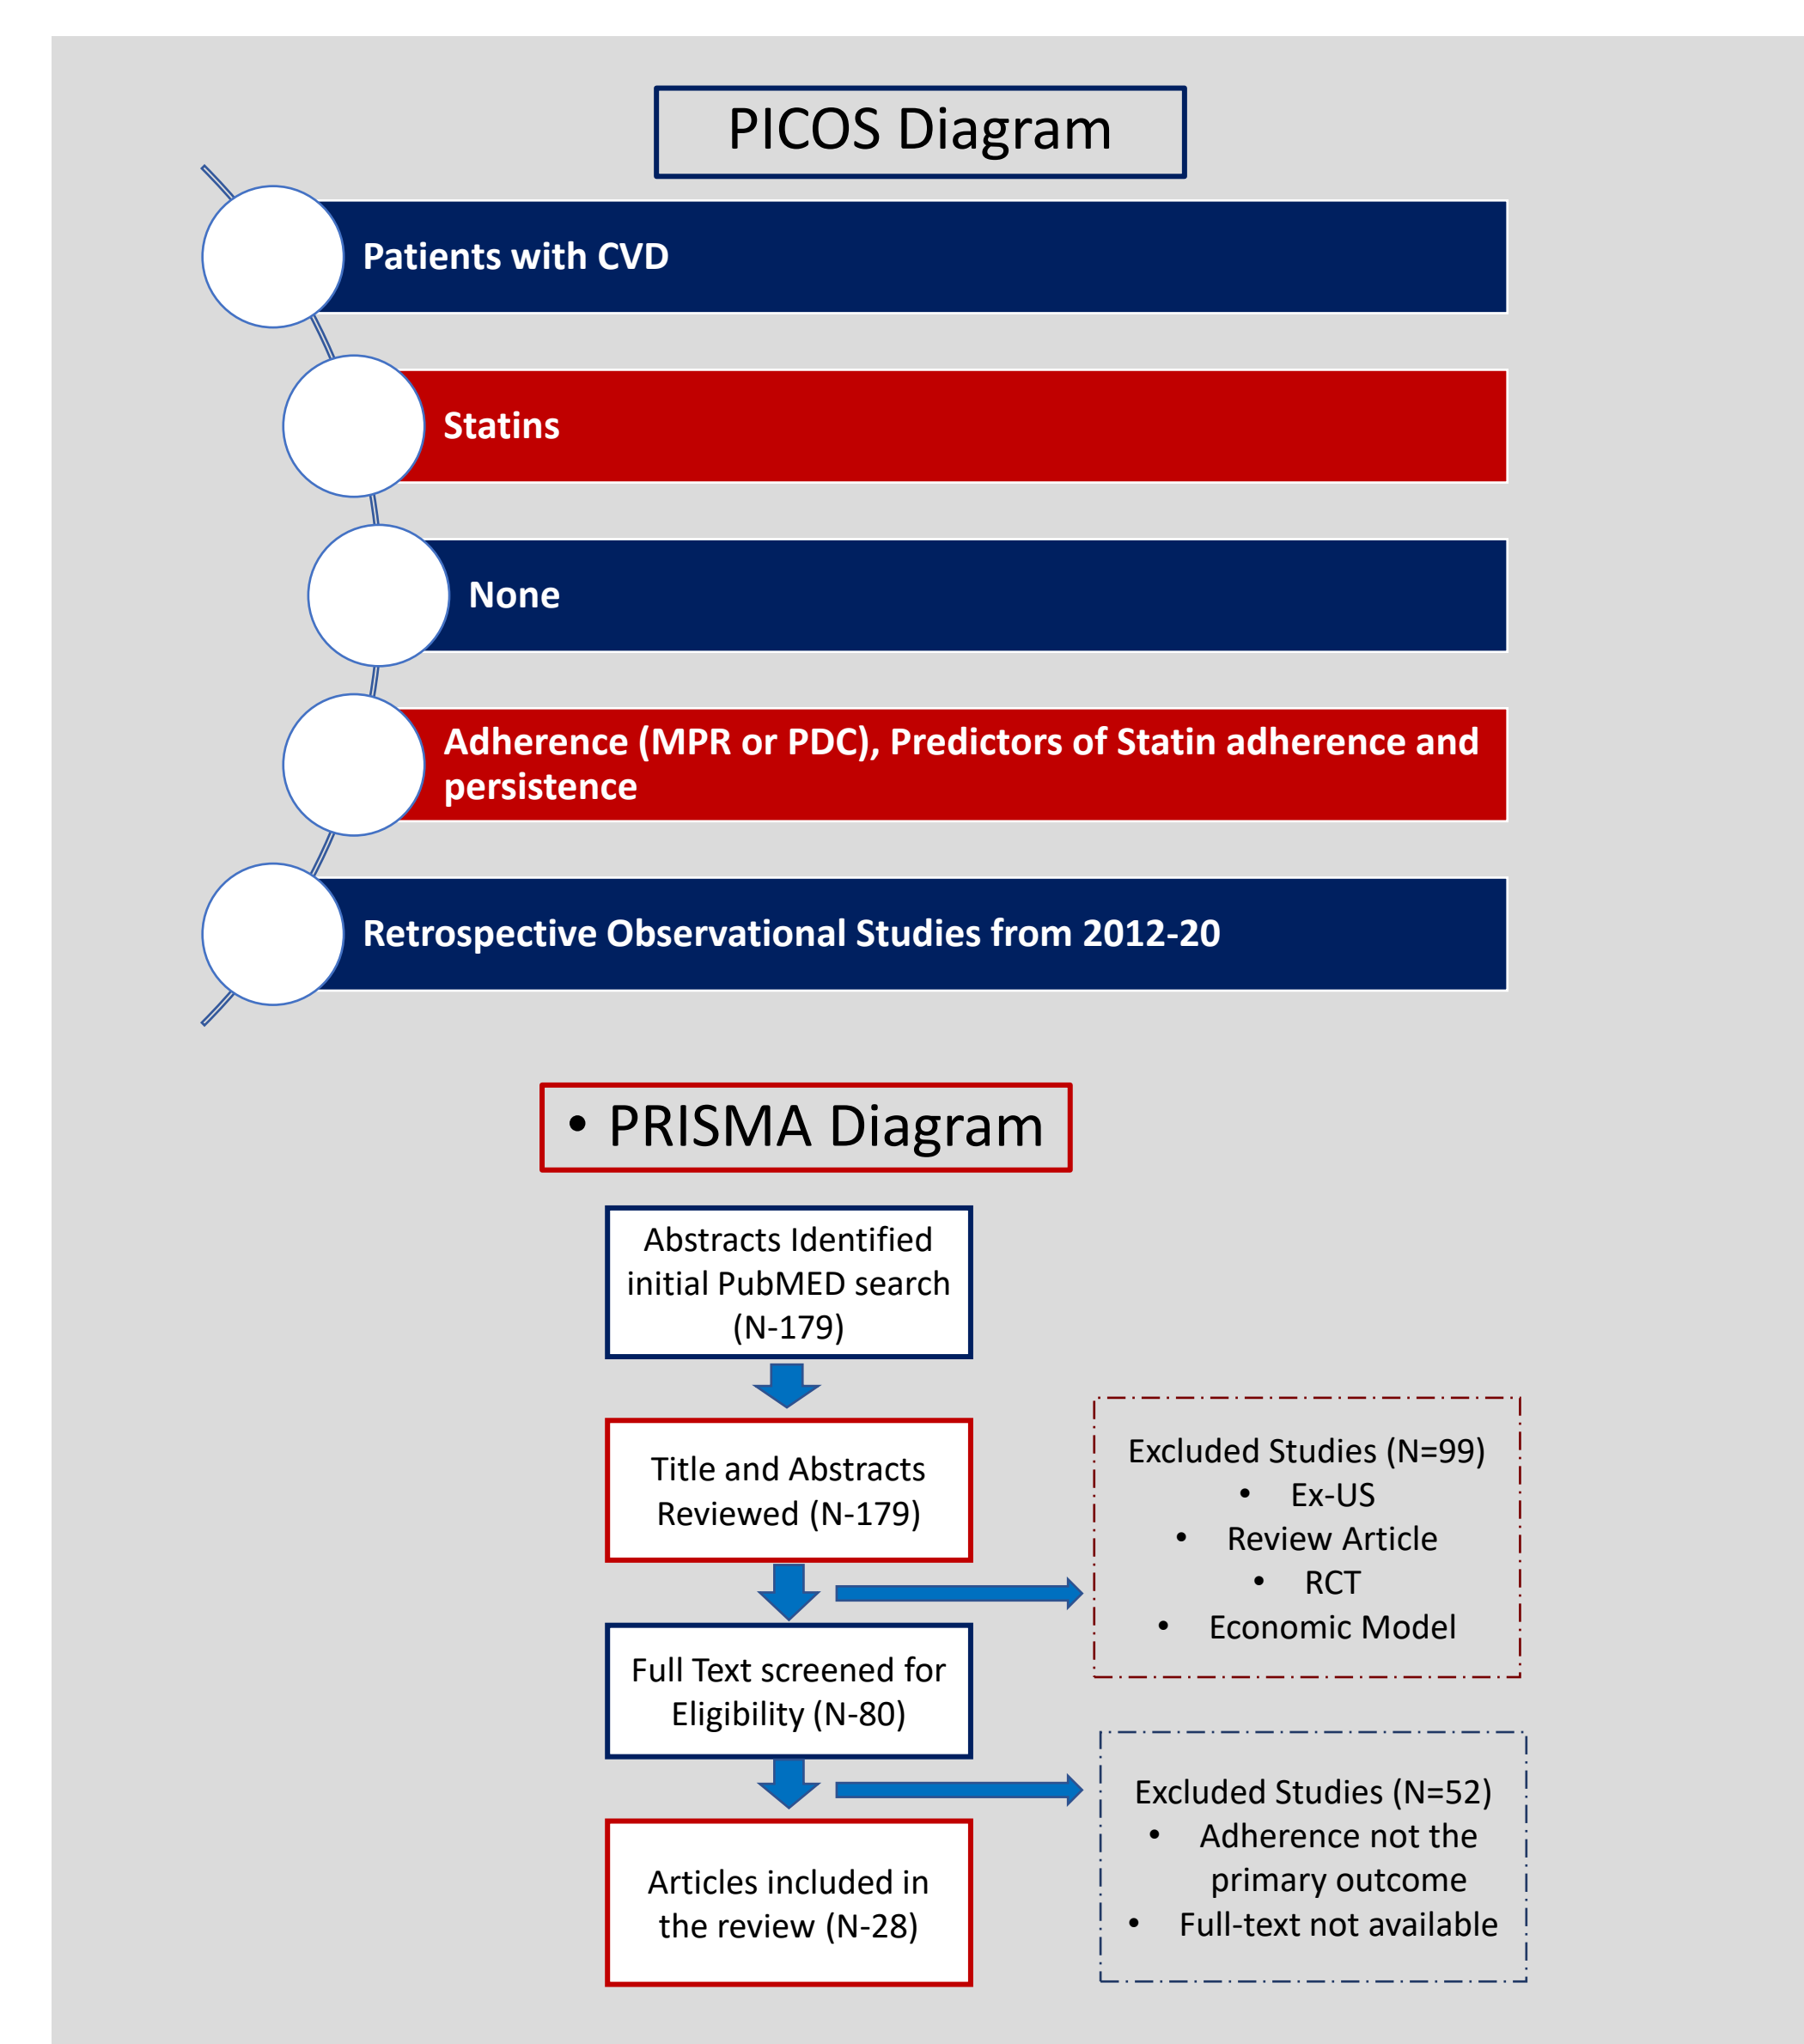 PICOS Diagram
Patients with CVD
Statins
None
Adherence (MPR or PDC), Predictors of Statin adherence and
persistence
Retrospective Observational Studies from 2012-20
• PRISMA Diagram
Abstracts Identified
initial PubMED search
(N-179)
Title and Abstracts
Reviewed (N-179)
Excluded Studies (N=99)
• Ex-US
• Review Article
• RCT
• Economic Model
Full Text screened for
Eligibility (N-80)
Excluded Studies (N=52)
• Adherence not the
primary outcome
• Full-text not available
Articles included in
the review (N-28)